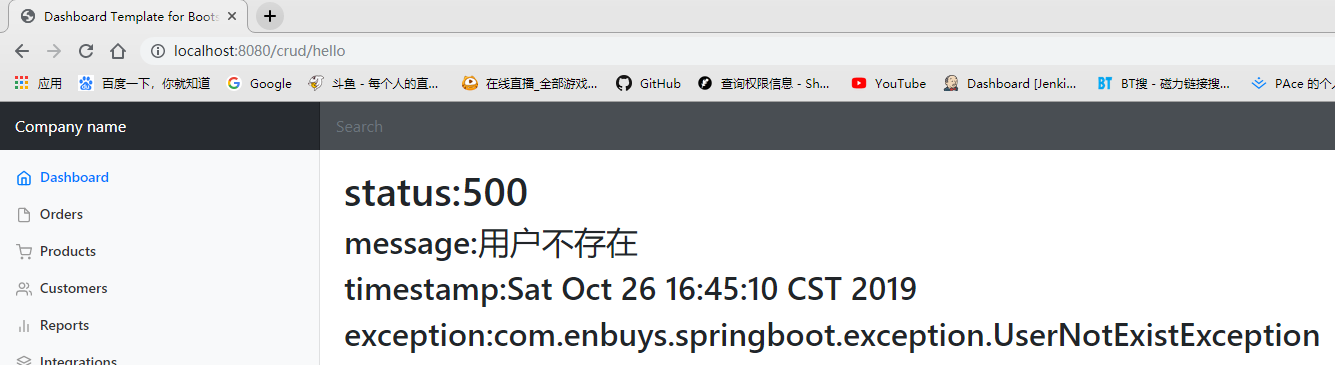 Dashboard Template for Boots
localhost:8080/crud/hello
应用 百度一下，你就知道 Google 斗鱼 - 每个人的直... 在线直播_全部游戏... GitHub 查询权限信息 - Sh... YouTube Dashboard [Jenki... BT BT搜 - 磁力链接搜... PAce 的个人
Company name Search
Dashboard
Orders
Products
Customers
Reports
Integrations
status:500
message:用户不存在
timestamp:Sat Oct 26 16:45:10 CST 2019
exception:com.enbuys.springboot.exception.UserNotExistException